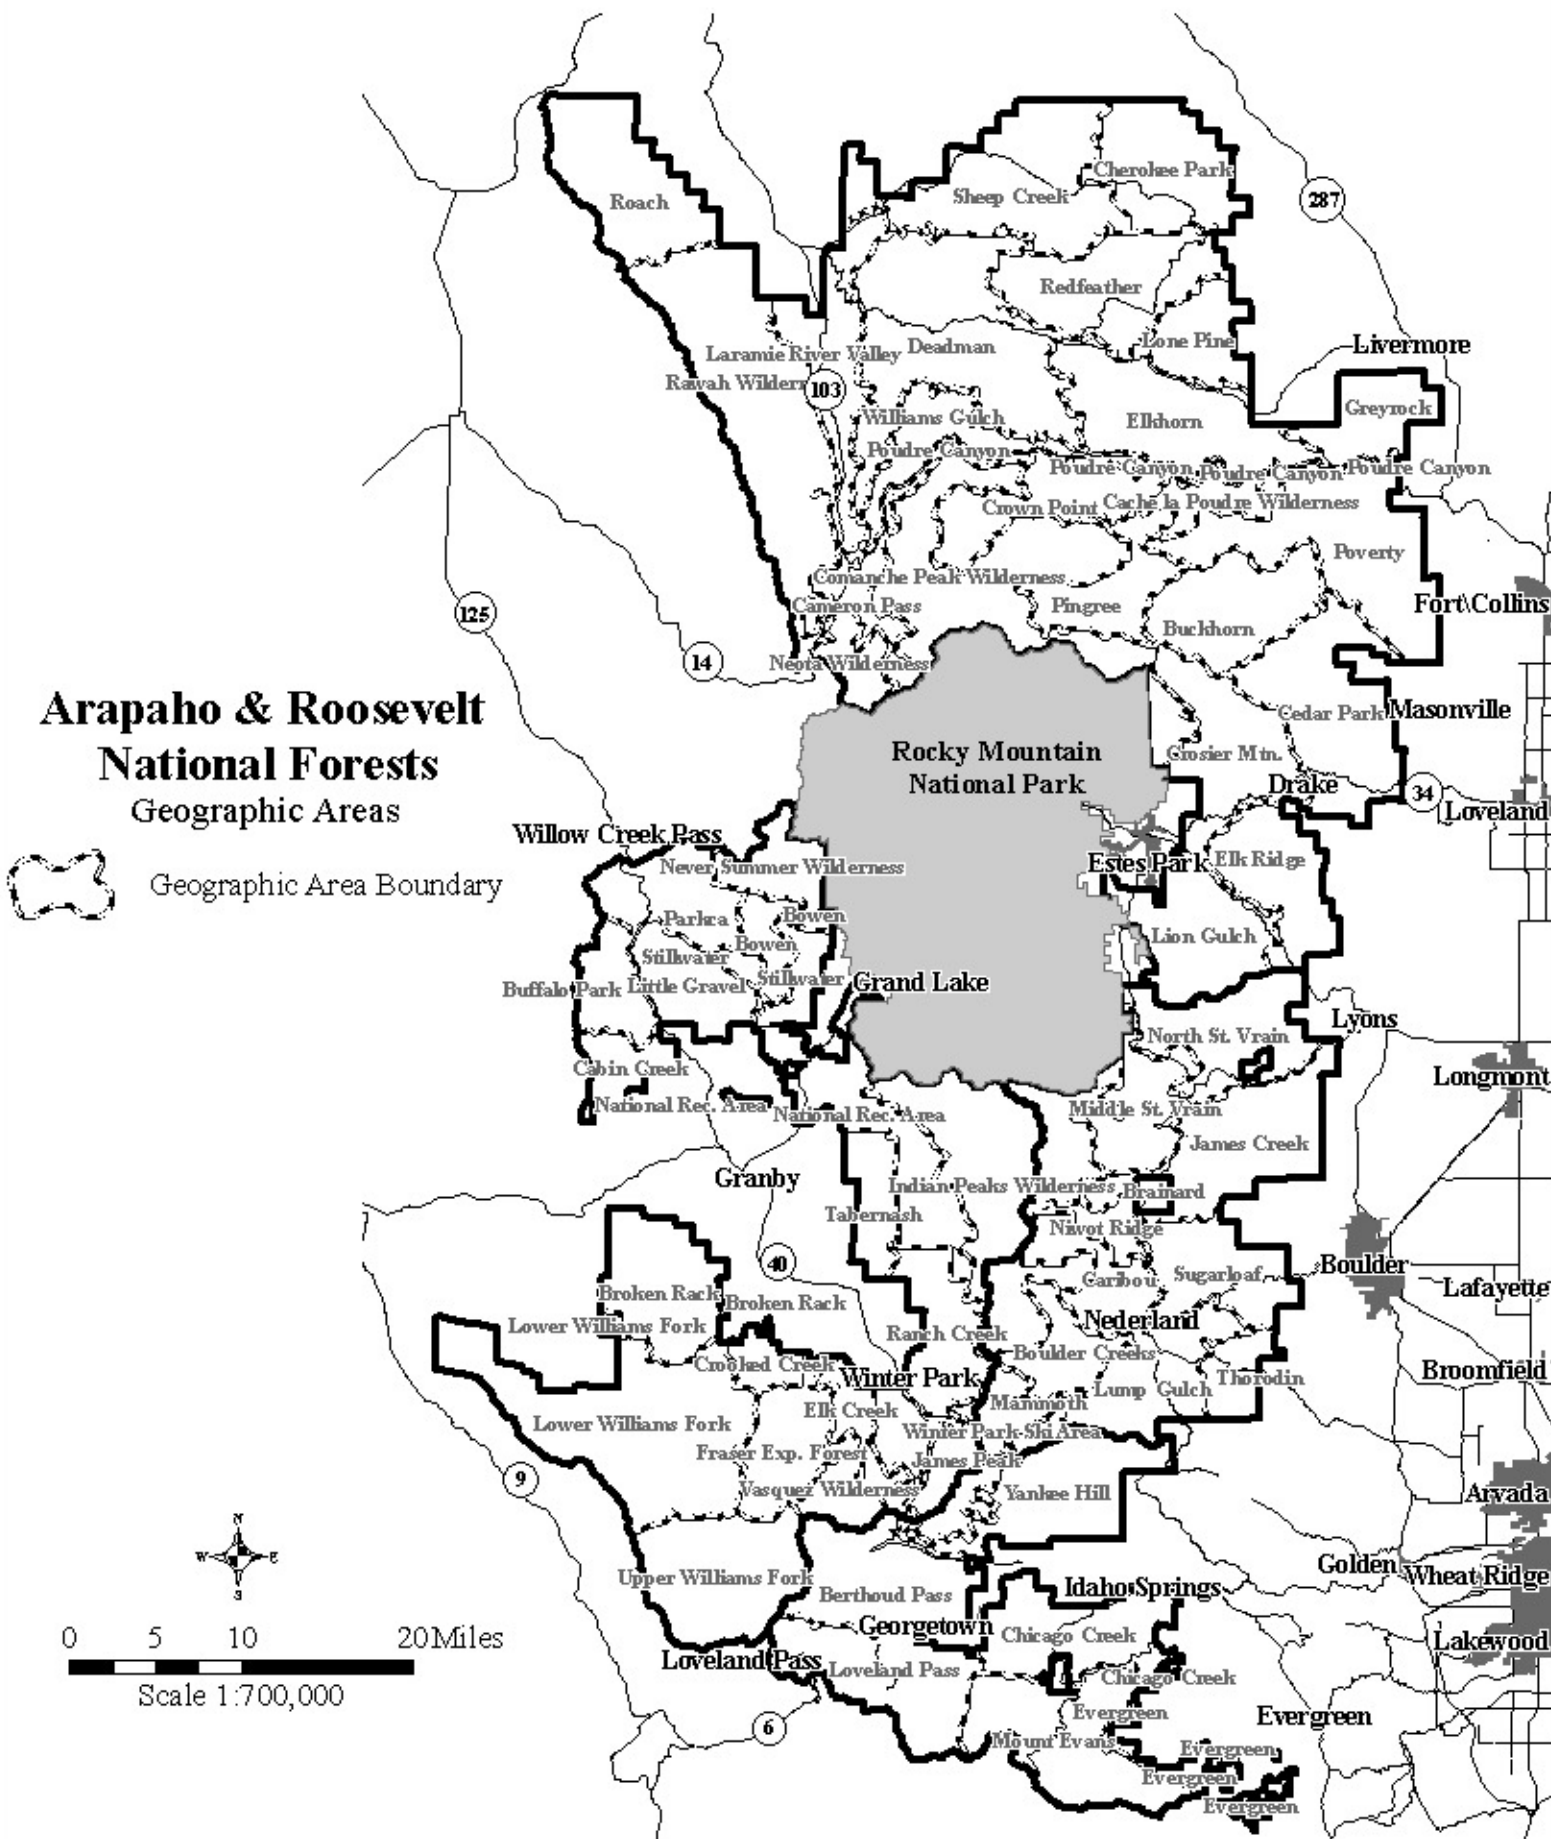 Cherokee Park
Sheep Creek
Roach
287
Redfeather
Lone Pine
Livermore
Deadman
Laramie River Valley
Rawah Wildern
103
Greyrock
Williams Gulch
Elkhorn
Poudre Canyon
Poudre Canyon
Poudre Canyon
Poudre Canyon
Crown Point
Cache la Poudre Wilderness
Poverty
Comanche Peak Wilderness
Cameron Pass
Pingree
Fort Collins
125
Buckhorn
14
Neota Wilderness
Arapaho & Roosevelt
National Forests
Geographic Areas
Geographic Area Boundary
Cedar Park
Masonville
Rocky Mountain
National Park
Crosier Mtn.
Drake
34
Loveland
Willow Creek Pass
Never Summer Wilderness
Estes Park
Elk Ridge
Parkca
Bowen
Bowen
Lion Gulch
Stillwater
Stillwater
Buffalo Park
Little Gravel
Grand Lake
Lyons
North St. Vrain
Cabin Creek
Longmont
National Rec. Area
National Rec. Area
Middle St. Vrain
James Creek
Granby
Indian Peaks Wilderness
Brainard
Tabernash
Niwot Ridge
40
Caribou
Sugarloaf
Boulder
Lafayette
Broken Rack
Broken Rack
Lower Williams Fork
Nederland
Ranch Creek
Boulder Creeks
Crooked Creek
Winter Park
Broomfield
Thorodin
Lump Gulch
Mammoth
Elk Creek
Lower Williams Fork
Winter Park Ski Area
Fraser Exp. Forest
James Peak
9
Vasquez Wilderness
Yankee Hill
Arvada
N
W E
S
Golden
Wheat Ridge
Upper Williams Fork
Berthoud Pass
Idaho Springs
Georgetown
Chicago Creek
Lakewood
0 5 10 20 Miles
Scale 1:700,000
Loveland Pass
Loveland Pass
Chicago Creek
Evergreen
Evergreen
6
Mount Evans
Evergreen
Evergreen
Evergreen